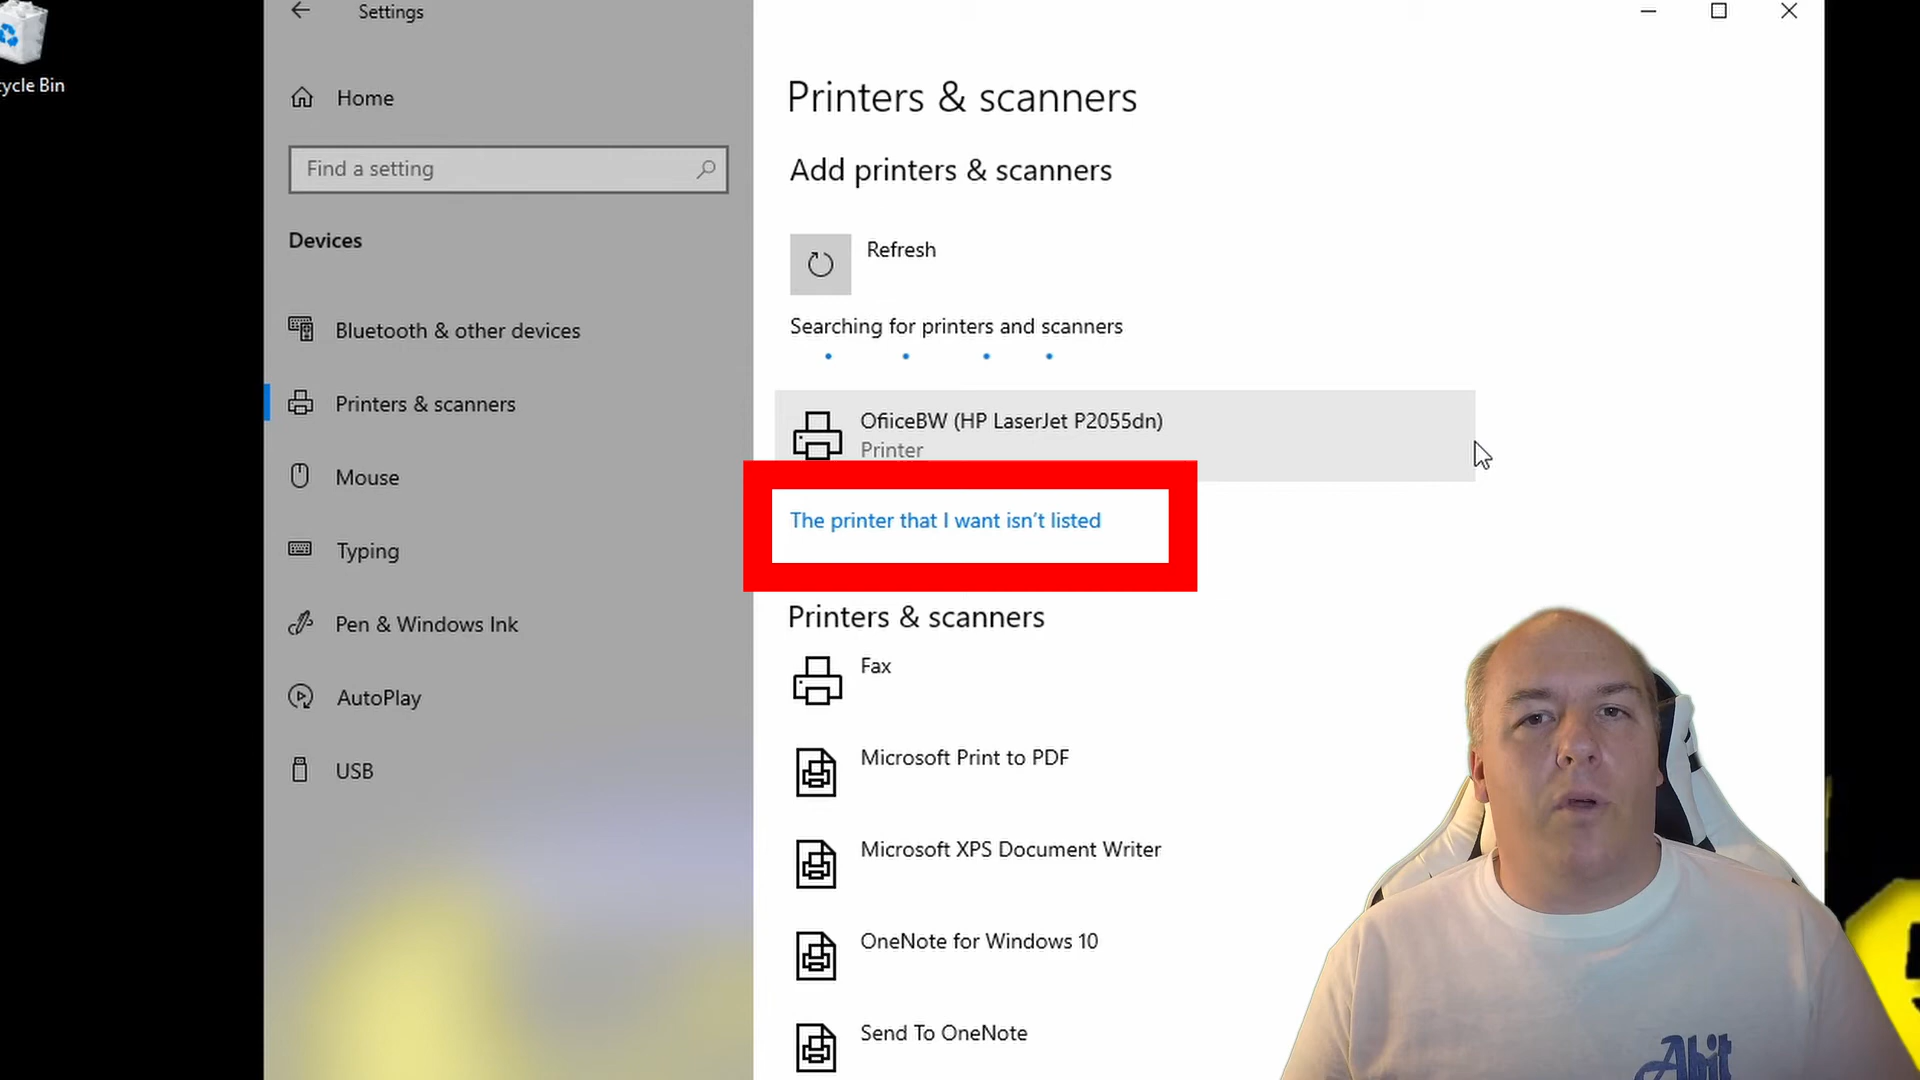 Settings
cycle Bin
Home
Find a setting
Devices
Bluetooth & other devices
Printers & scanners
Mouse
Typing
Pen & Windows Ink
AutoPlay
USB
Printers & scanners
Add printers & scanners
Refresh
Searching for printers and scanners
OfiiceBW (HP LaserJet P2055dn)
Printer
The printer that I want isn't listed
Printers & scanners
Fax
Microsoft Print to PDF
Microsoft XPS Document Writer
OneNote for Windows 10
Send To OneNote